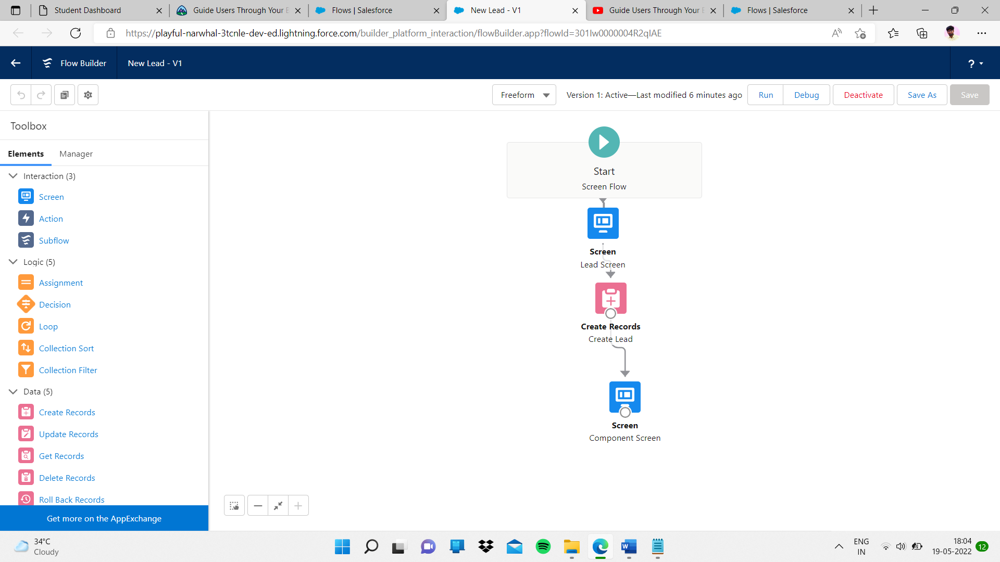 Student Dashboard
Guide Users Through Your B
Flows | Salesforce
New Lead - V1
Guide Users Through Your B
Flows | Salesforce
https://playful-narwhal-3tcnle-dev-ed.lightning.force.com/builder_platform_interaction/flowBuilder.app?flowId=301Iw0000004R2qIAE
Flow Builder
New Lead - V1
?
Freeform
Version 1: Active—Last modified 6 minutes ago
Run
Debug
Deactivate
Save As
Save
Toolbox
Elements
Manager
Interaction (3)
Screen
Action
Subflow
Logic (5)
Assignment
Decision
Loop
Collection Sort
Collection Filter
Data (5)
Create Records
Update Records
Get Records
Delete Records
Roll Back Records
Get more on the AppExchange
Start
Screen Flow
Screen
Lead Screen
Create Records
Create Lead
Screen
Component Screen
34°C
Cloudy
ENG
IN
18:04
19-05-2022
12